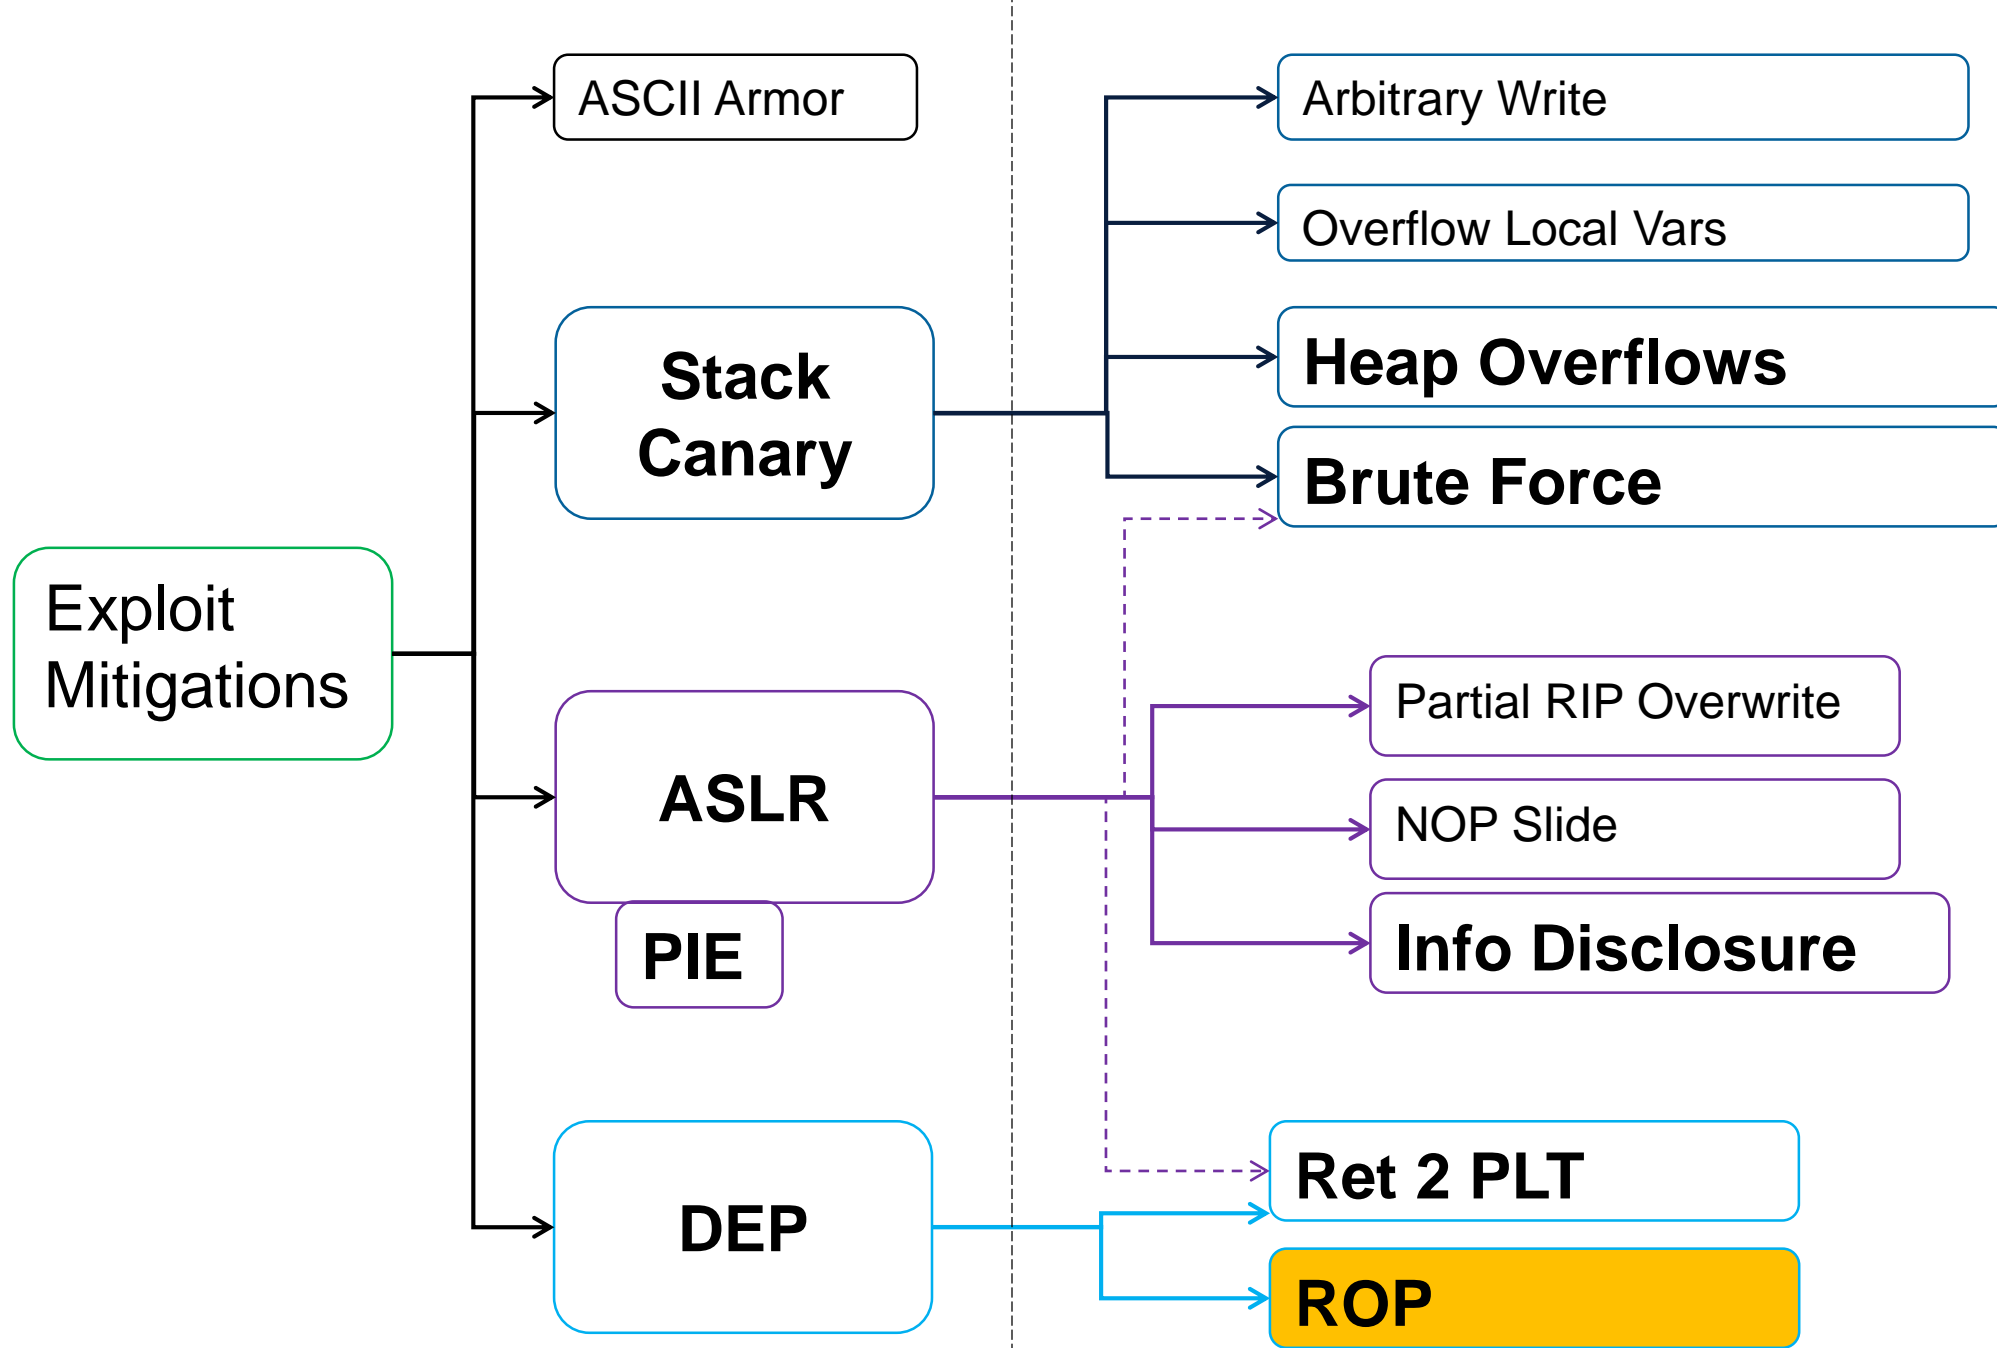 ASCII Armor
Arbitrary Write
Overflow Local Vars
Stack
Canary
Heap Overflows
Brute Force
Exploit
Mitigations
ASLR
PIE
Partial RIP Overwrite
NOP Slide
Info Disclosure
DEP
Ret 2 PLT
ROP